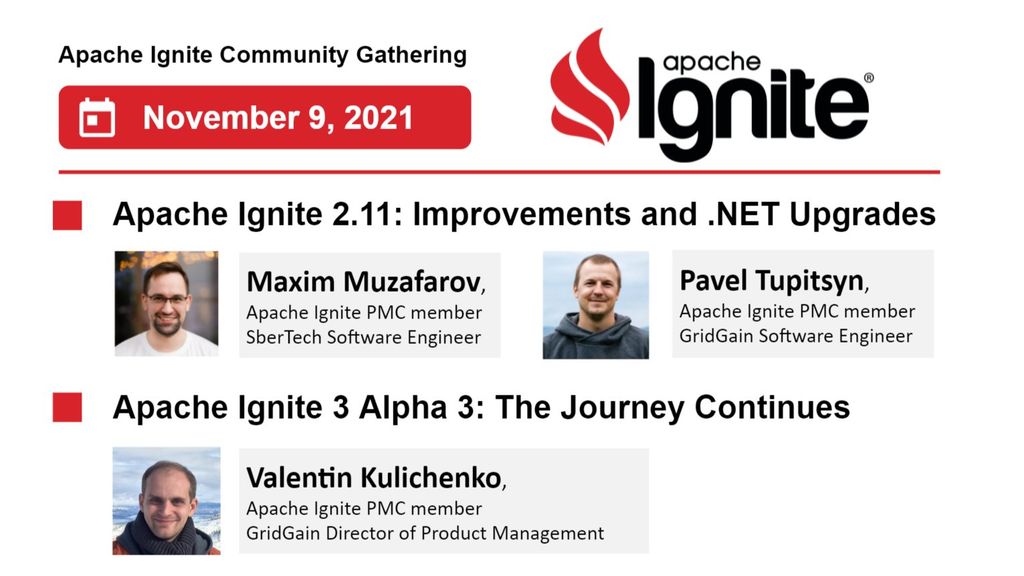 Apache Ignite Community Gathering
November 9, 2021
apache
Ignite®
Apache Ignite 2.11: Improvements and .NET Upgrades
Maxim Muzafarov,
Apache Ignite PMC member
SberTech Software Engineer
Pavel Tupitsyn,
Apache Ignite PMC member
GridGain Software Engineer
Apache Ignite 3 Alpha 3: The Journey Continues
Valentin Kulichenko,
Apache Ignite PMC member
GridGain Director of Product Management